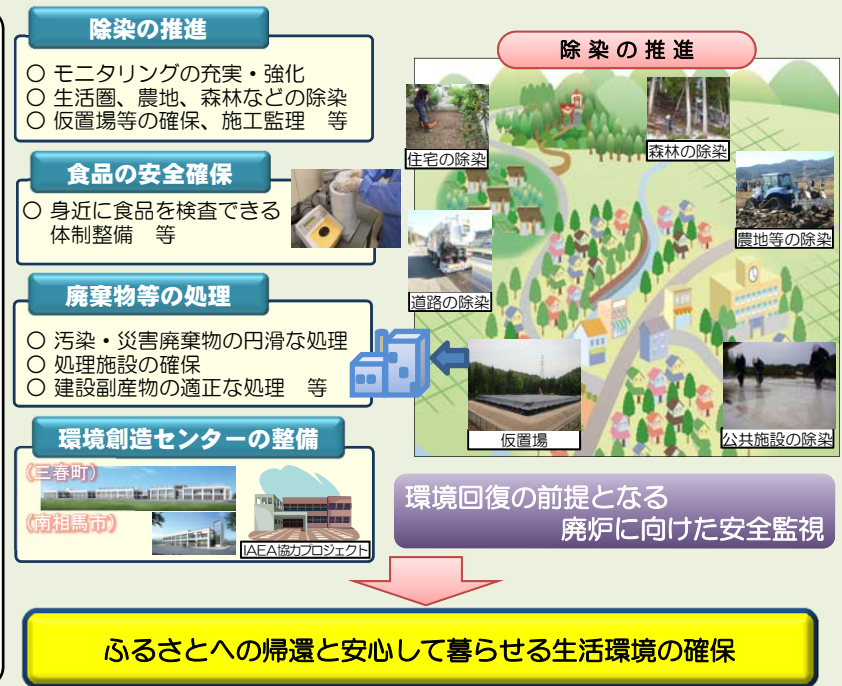 除染の推進
○ モニタリングの充実・強化
○ 生活圏、農地、森林などの除染
○ 仮置場等の確保、施工監理　等
食品の安全確保
○ 身近に食品を検査できる
体制整備　等
廃棄物等の処理
○ 汚染・災害廃棄物の円滑な処理
○ 処理施設の確保
○ 建設副産物の適正な処理　等
環境創造センターの整備
(三春町)
(南相馬市)
IAEA協力プロジェクト
除染の推進
住宅の除染
森林の除染
農地等の除染
道路の除染
仮置場
公共施設の除染
環境回復の前提となる
廃炉に向けた安全監視
ふるさとへの帰還と安心して暮らせる生活環境の確保